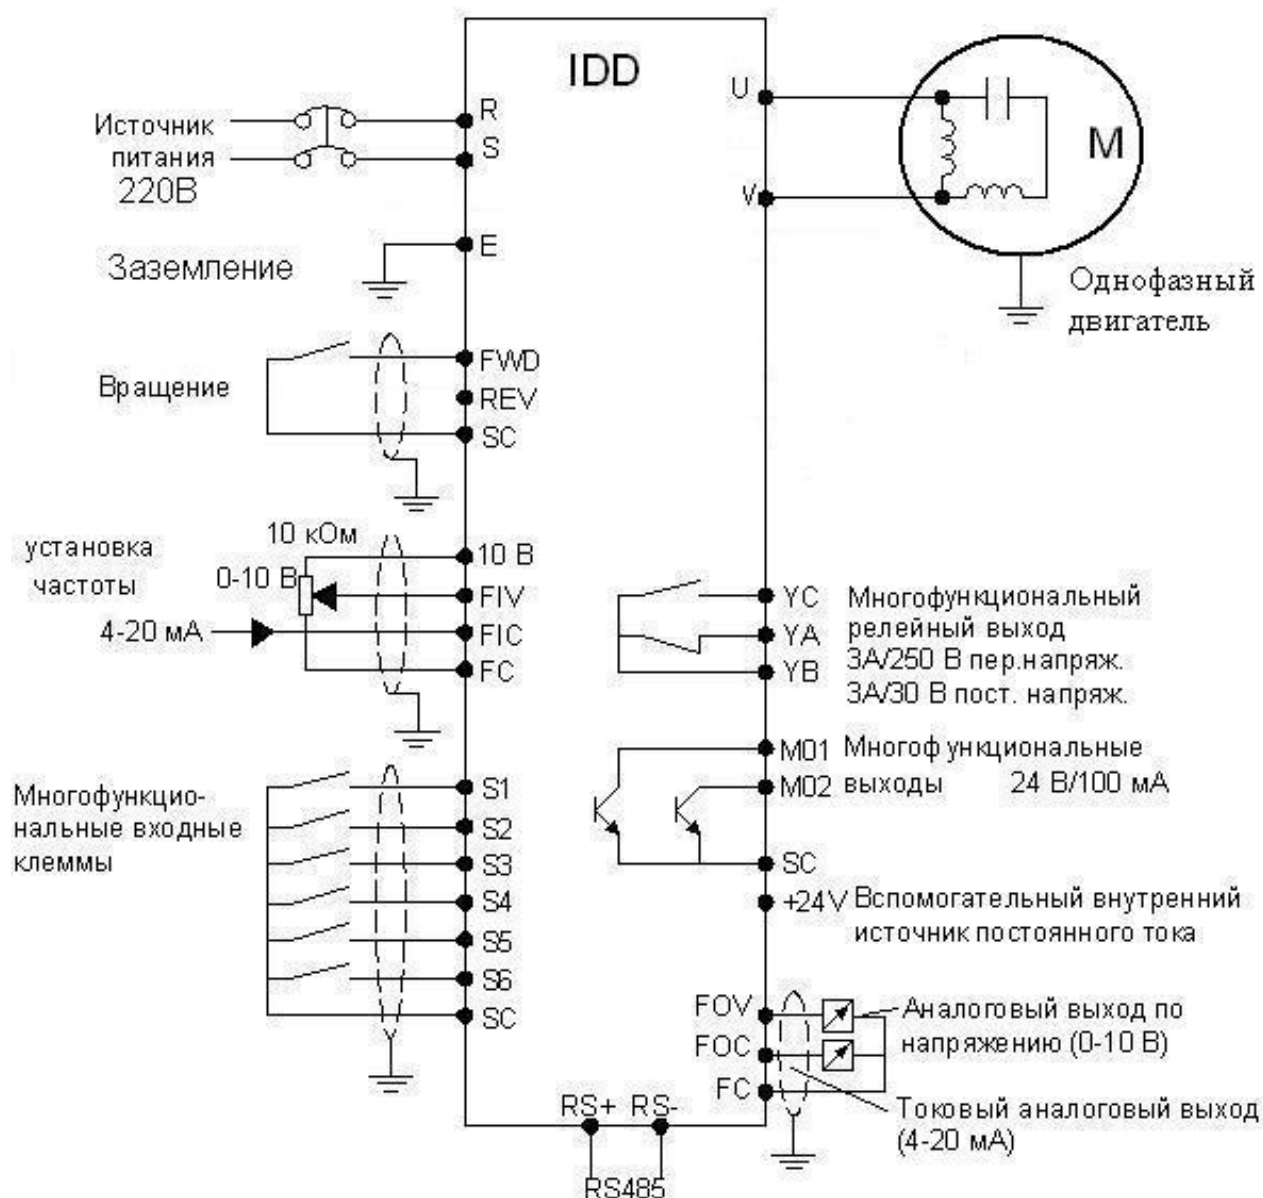 IDD
R
S
Источник
питания
220В
E
Заземление
FWD
Вращение
REV
SC
10 кОм
установка
частоты
0-10 В
4-20 мА
10 В
FIV
FIC
FC
Многофункцио-
нальные входные
клеммы
S1
S2
S3
S4
S5
S6
SC
RS+ RS-
RS485
U
V
M
Однофазный
двигатель
YC Многофункциональный
YA релейный выход
3А/250 В пер.напряж.
YB
3А/30 В пост. напряж.
M01 Многофункциональные
M02 выходы 24 В/100 мА
SC
+24V Вспомогательный внутренний
источник постоянного тока
FOV
FOC
FC
Аналоговый выход по
напряжению (0-10 В)
Токовый аналоговый выход
(4-20 мА)